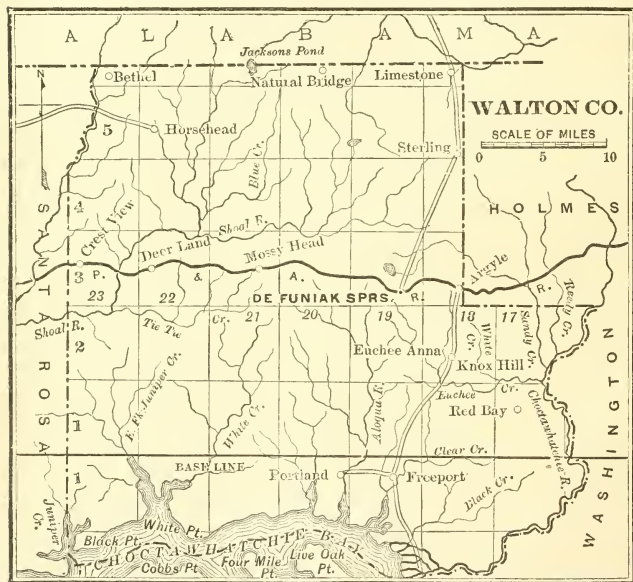 ALABAMA
Jacksons Pond
Bethel
Natural Bridge
Limestone
WALTON CO.
SCALE OF MILES
0 5 10
5
Horsehead
Blue Cr.
Sterling
SANTA ROSA
4
HOLMES
Crest View
Deer Land
Shoal R.
Mossy Head
Argyle
3
P. & A. R. R.
23 22 21 20 19 18 17
DE FUNIAK SPRS.
Reedy Cr.
Sandy Cr.
Shoal R.
Tie Tie Cr.
2
White Cr.
Euchee Anna
Knox Hill
WASHINGTON
E. Fk. Juniper Cr.
White Cr.
Aloqua R.
Euchee Cr.
Red Bay
Choctawhatchie R.
1
Clear Cr.
BASE LINE
1
Portland
Freeport
Black Cr.
Juniper Cr.
White Pt.
Black Pt.
CHOCTAWHATCHIE BAY
Cobbs Pt.
Four Mile Pt.
Live Oak Pt.
N